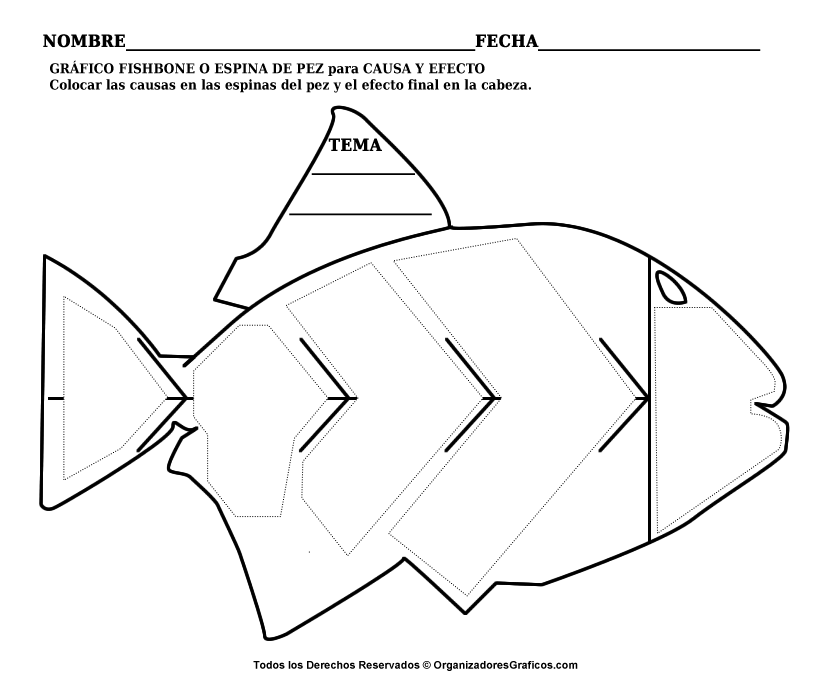 NOMBRE FECHA
GRÁFICO FISHBONE O ESPINA DE PEZ para CAUSA Y EFECTO
Colocar las causas en las espinas del pez y el efecto final en la cabeza.
TEMA
Todos los Derechos Reservados © OrganizadoresGraficos.com